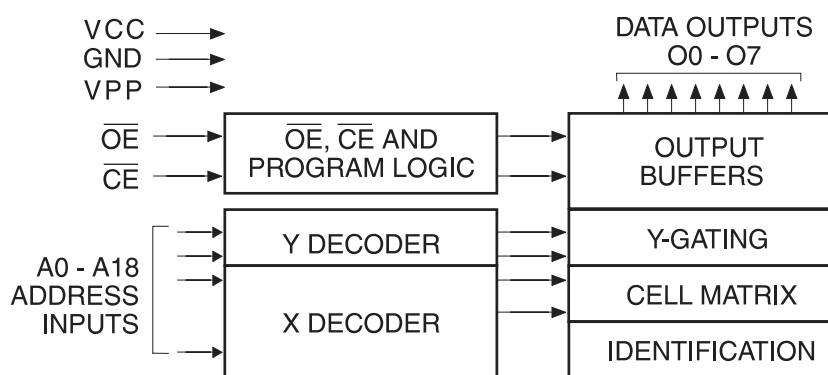 VCC
GND
VPP
OE
CE
OE, CE AND
PROGRAM LOGIC
DATA OUTPUTS
O0 - O7
OUTPUT
BUFFERS
A0 - A18
ADDRESS
INPUTS
Y DECODER
X DECODER
Y-GATING
CELL MATRIX
IDENTIFICATION